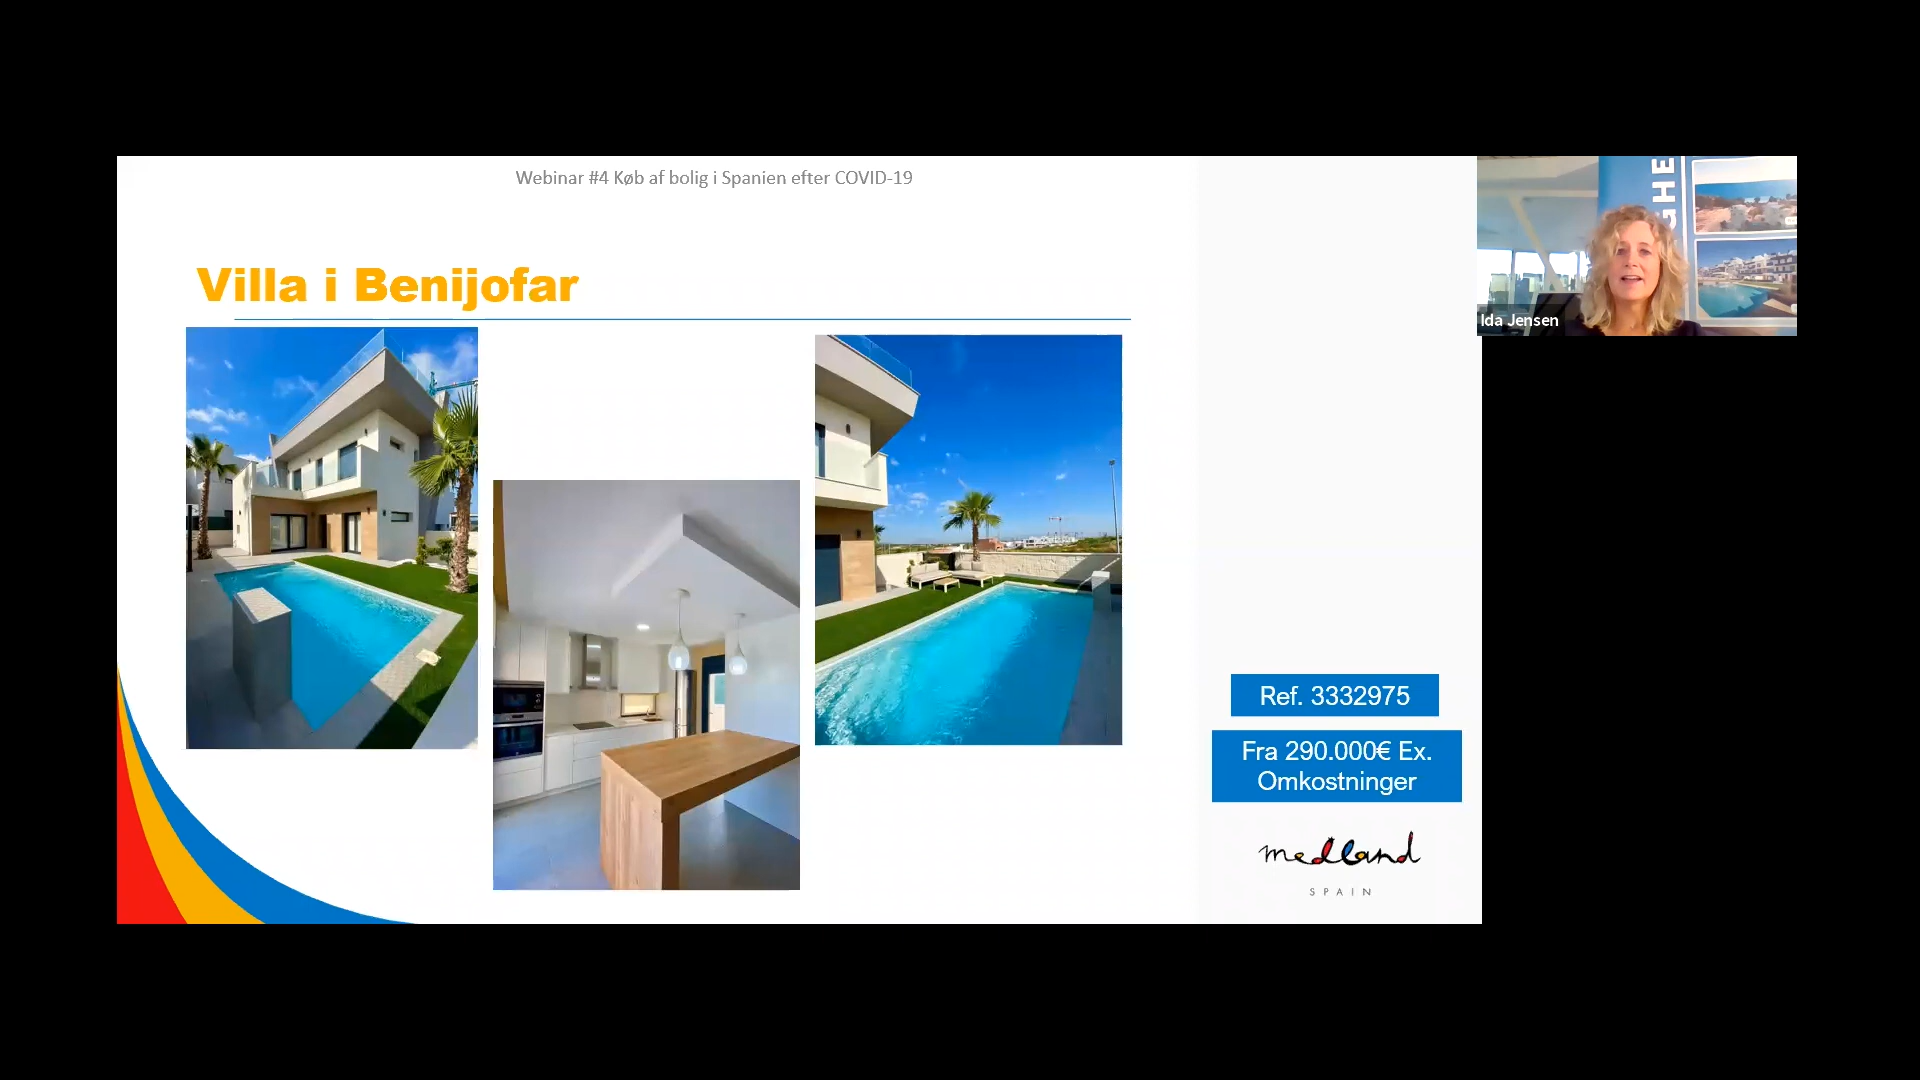 Webinar #4 Køb af bolig i Spanien efter COVID-19
Villa i Benijofar
GHE
Ida Jensen
Ref. 3332975
Fra 290.000€ Ex.
Omkostninger
medland
SPAIN